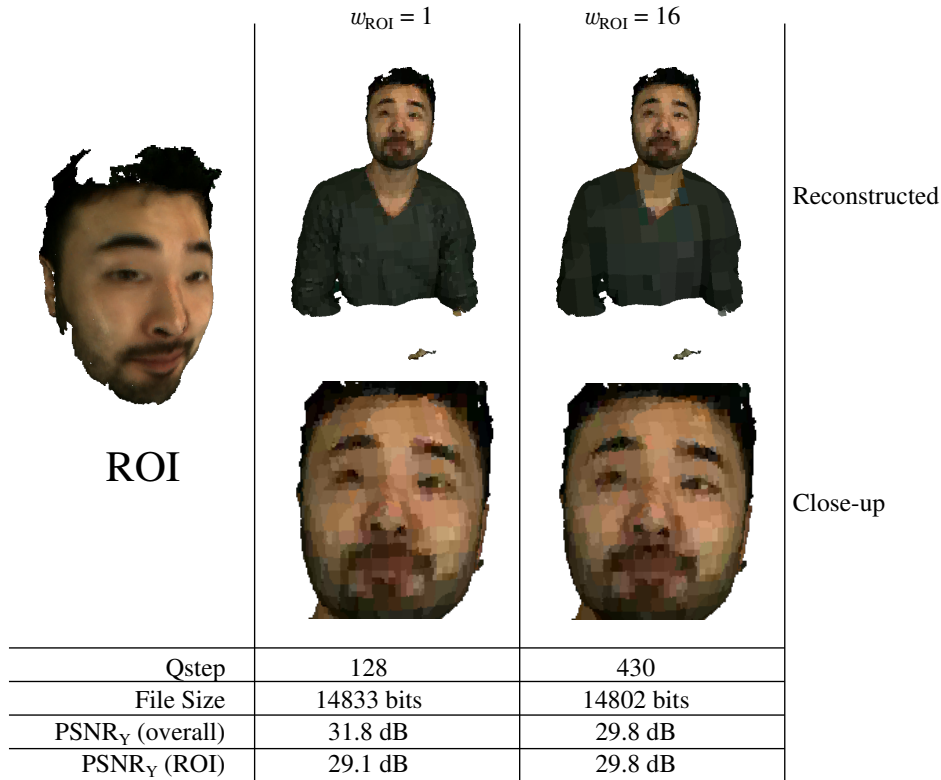 w_ROI = 1 w_ROI = 16
Reconstructed
ROI
Close-up
Qstep 128 430
File Size 14833 bits 14802 bits
PSNR_Y (overall) 31.8 dB 29.8 dB
PSNR_Y (ROI) 29.1 dB 29.8 dB